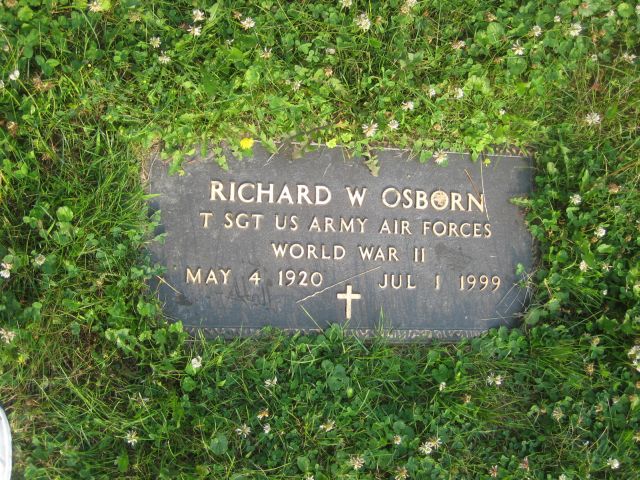 RICHARD W OSBORN
T SGT US ARMY AIR FORCES
WORLD WAR II
MAY 4 1920 JUL 1 1999